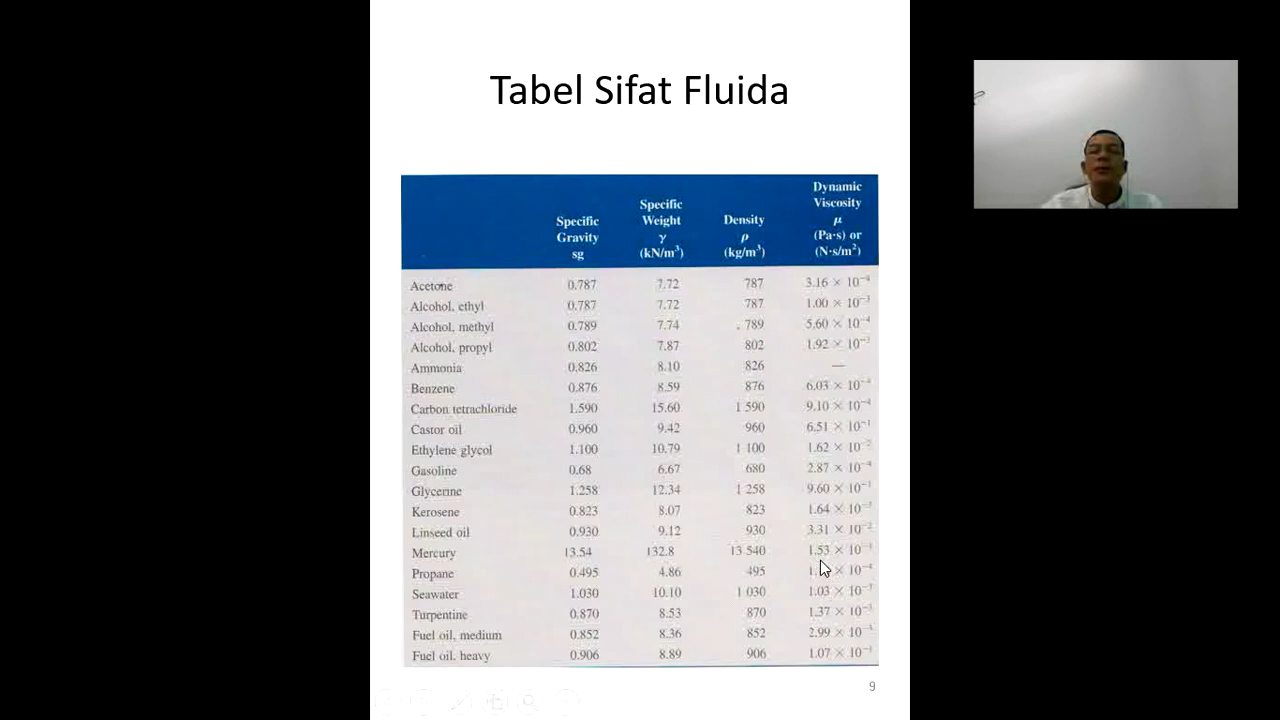 Tabel Sifat Fluida
Specific Gravity sg
Specific Weight γ (kN/m³)
Density ρ (kg/m³)
Dynamic Viscosity μ (Pa·s) or (N·s/m²)
Acetone 0.787 7.72 787 3.16 × 10⁻⁴
Alcohol, ethyl 0.787 7.72 787 1.00 × 10⁻³
Alcohol, methyl 0.789 7.74 789 5.60 × 10⁻⁴
Alcohol, propyl 0.802 7.87 802 1.92 × 10⁻³
Ammonia 0.826 8.10 826 —
Benzene 0.876 8.59 876 6.03 × 10⁻⁴
Carbon tetrachloride 1.590 15.60 1 590 9.10 × 10⁻⁴
Castor oil 0.960 9.42 960 6.51 × 10⁻¹
Ethylene glycol 1.100 10.79 1 100 1.62 × 10⁻²
Gasoline 0.68 6.67 680 2.87 × 10⁻⁴
Glycerine 1.258 12.34 1 258 9.60 × 10⁻¹
Kerosene 0.823 8.07 823 1.64 × 10⁻³
Linseed oil 0.930 9.12 930 3.31 × 10⁻²
Mercury 13.54 132.8 13 540 1.53 × 10⁻³
Propane 0.495 4.86 495 × 10⁻⁴
Seawater 1.030 10.10 1 030 1.03 × 10⁻³
Turpentine 0.870 8.53 870 1.37 × 10⁻³
Fuel oil, medium 0.852 8.36 852 2.99 × 10⁻³
Fuel oil, heavy 0.906 8.89 906 1.07 × 10⁻¹
9